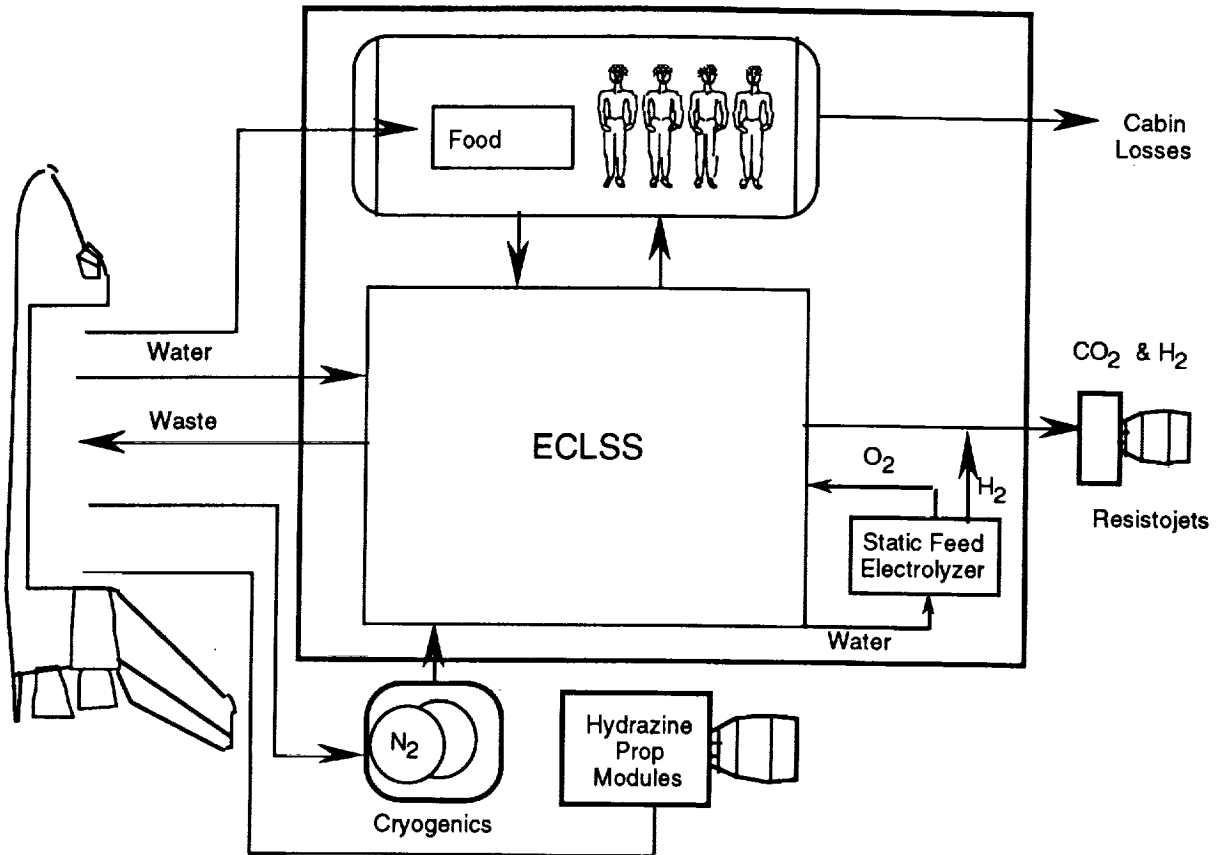 Food
Cabin
Losses
Water
Waste
ECLSS
CO₂ & H₂
O₂
H₂
Resistojets
Static Feed
Electrolyzer
Water
N₂
Hydrazine
Prop
Modules
Cryogenics